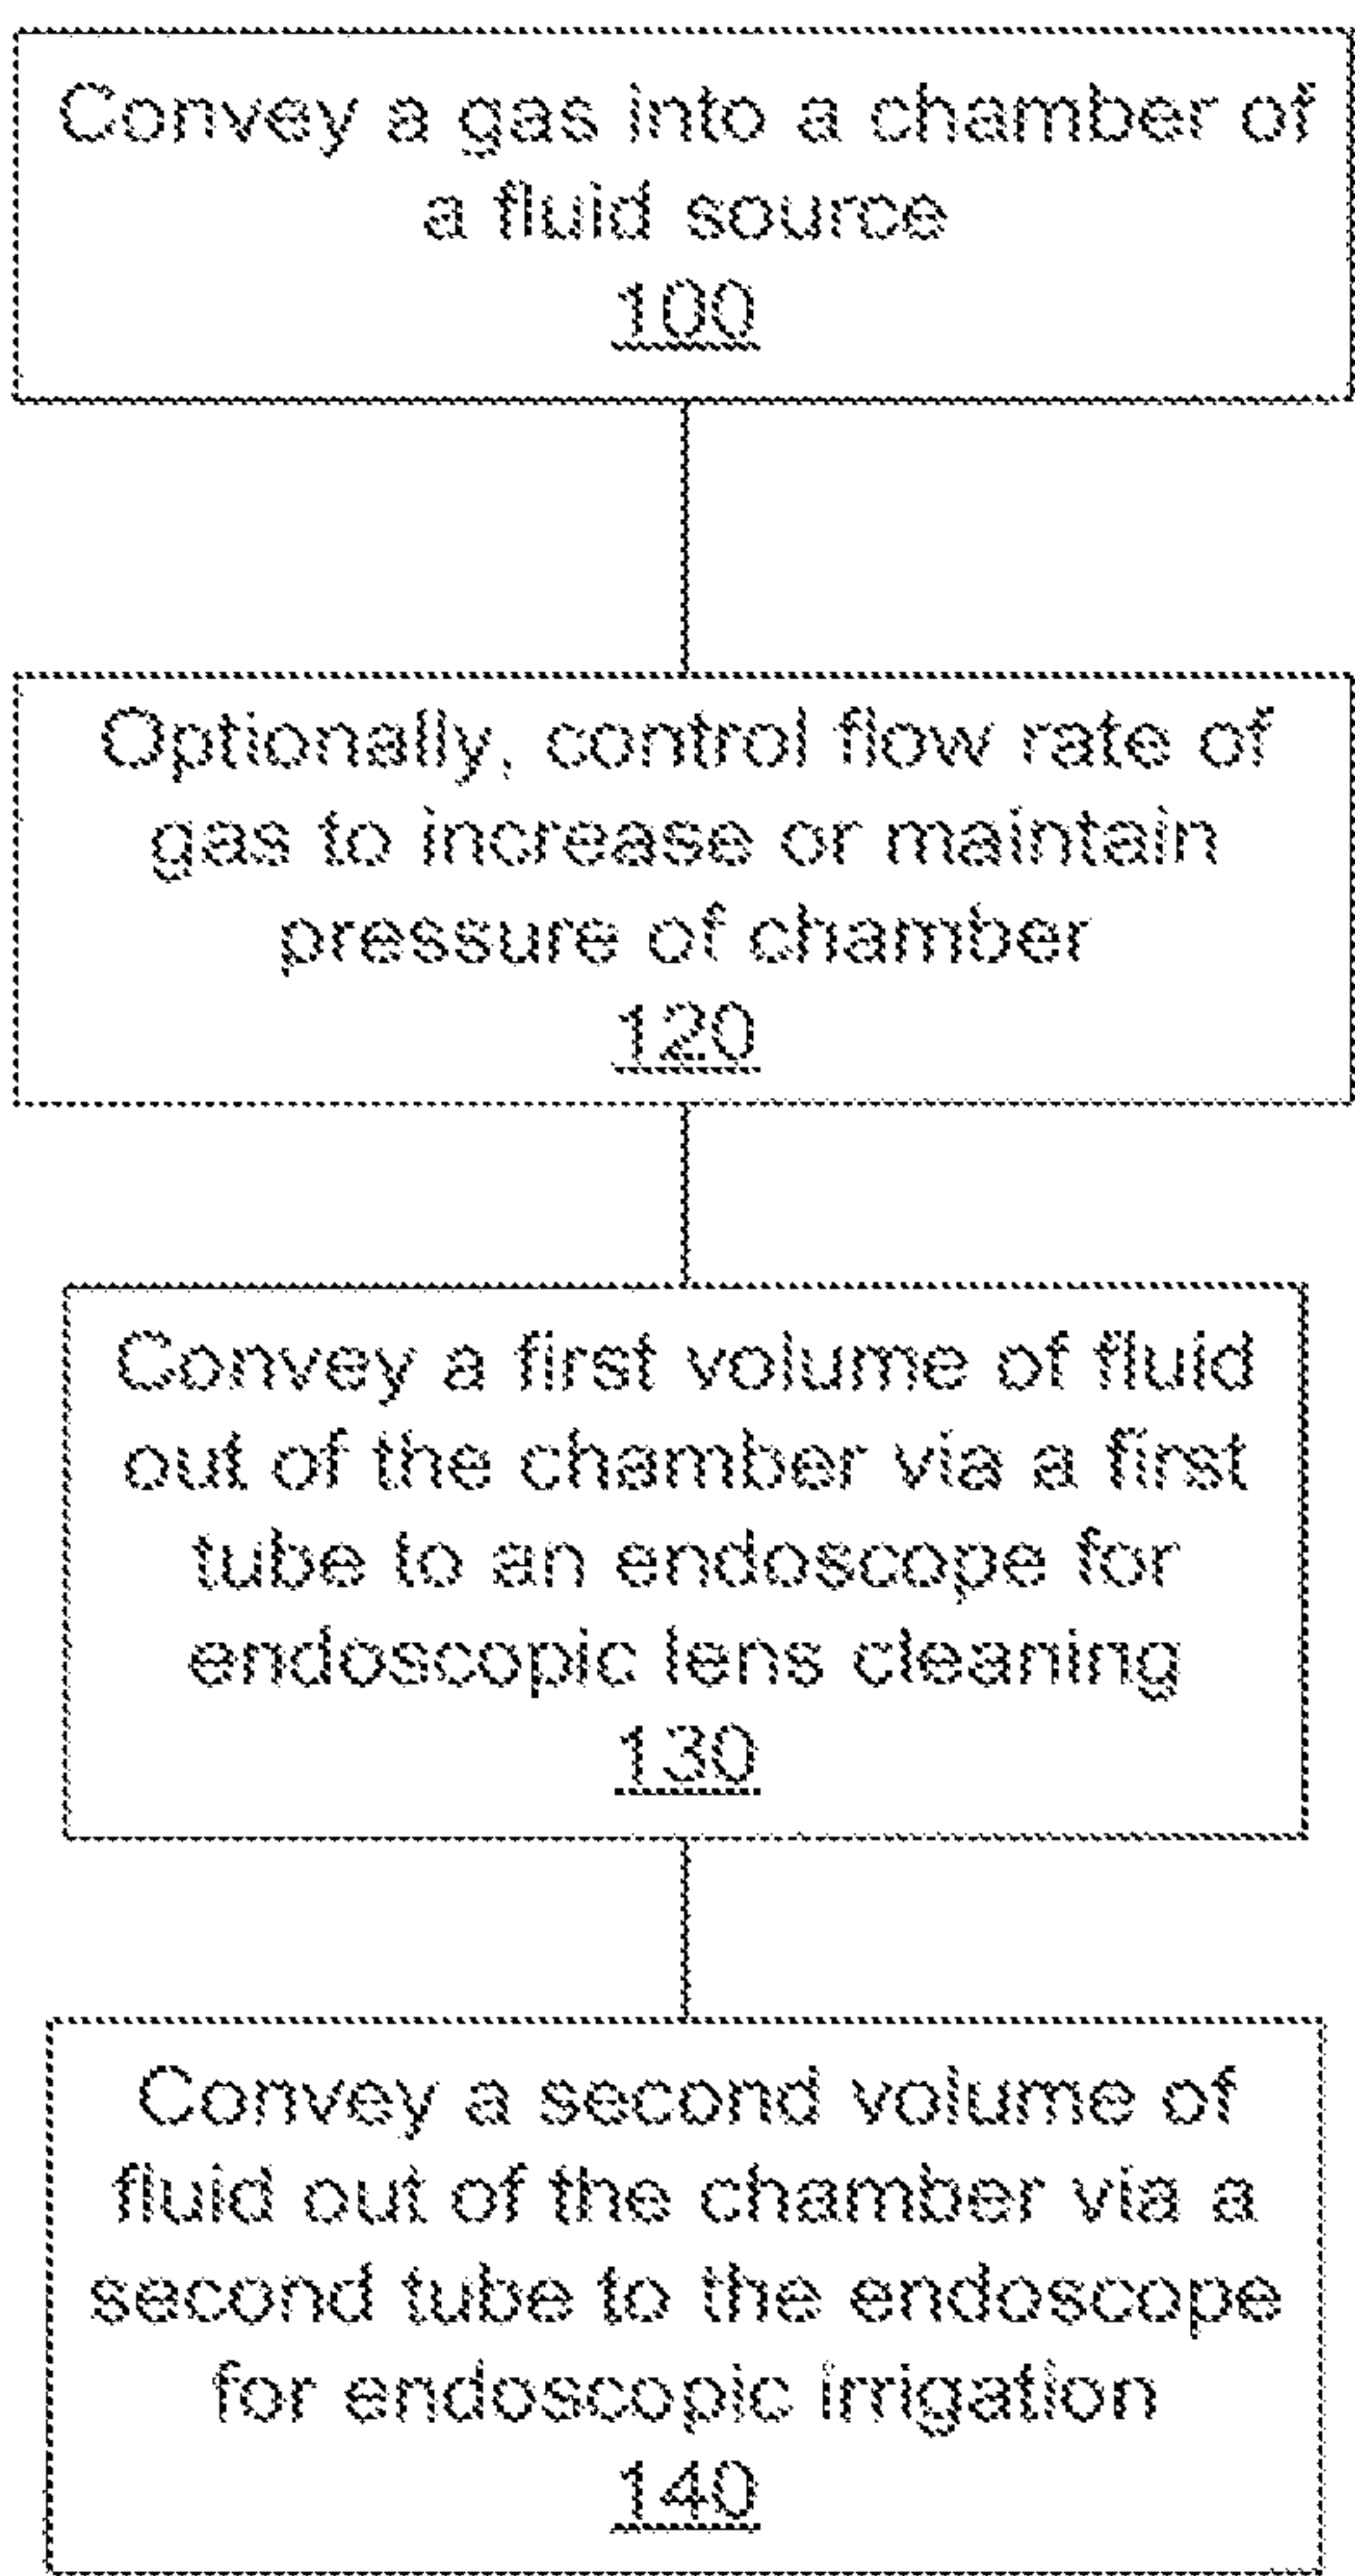 Convey a gas into a chamber of
a fluid source
100
Optionally, control flow rate of
gas to increase or maintain
pressure of chamber
120
Convey a first volume of fluid
out of the chamber via a first
tube to an endoscope for
endoscopic lens cleaning
130
Convey a second volume of
fluid out of the chamber via a
second tube to the endoscope
for endoscopic irrigation
140